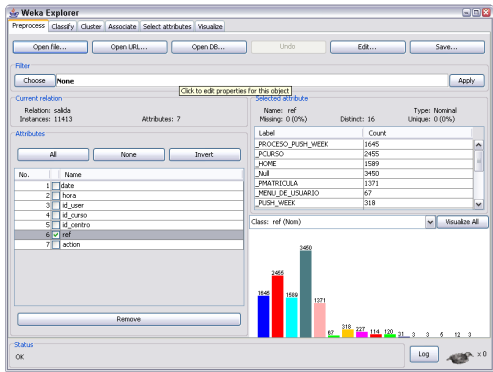 Weka Explorer
Preprocess Classify Cluster Associate Select attributes Visualize
Open file... Open URL... Open DB... Undo Edit... Save...
Filter
Choose None Apply
Click to edit properties for this object
Current relation
Relation: salida
Instances: 11413 Attributes: 7
Selected attribute
Name: ref Type: Nominal
Missing: 0 (0%) Distinct: 16 Unique: 0 (0%)
Attributes
All None Invert
No. Name
1 date
2 hora
3 id_user
4 id_curso
5 id_centro
6 ref
7 action
Remove
Label Count
_PROCESO_PUSH_WEEK 1645
_PCURSO 2455
_HOME 1589
_Null 3450
_PMATRICULA 1371
_MENU_DE_USUARIO 67
_PUSH_WEEK 318
Class: ref (Nom) Visualize All
3450
2455
1645 1589
1371
67 318 227 114 120 31 3 3 6 12 3
Status
OK Log x 0